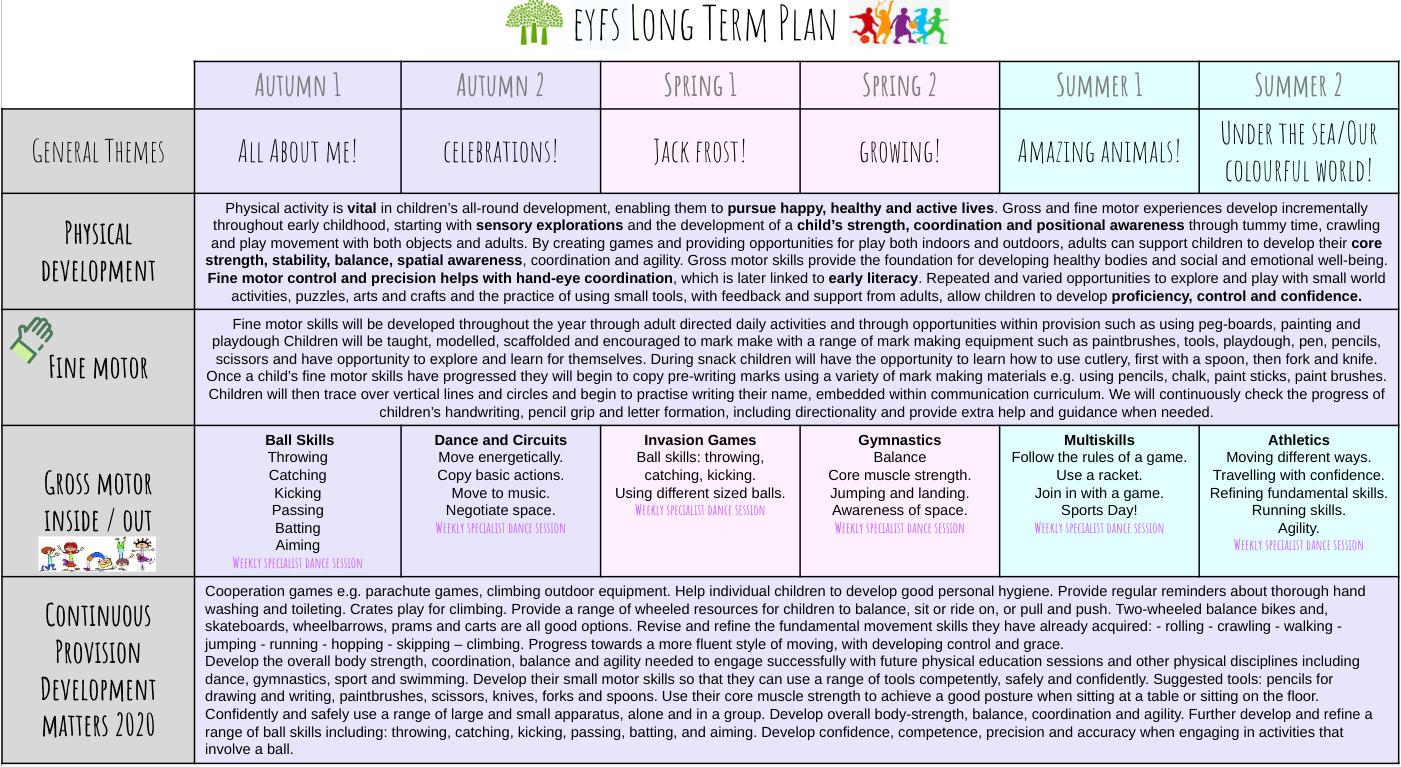 EYFS Long Term Plan
Autumn 1
Autumn 2
Spring 1
Spring 2
Summer 1
Summer 2
General Themes
All About me!
celebrations!
Jack frost!
growing!
Amazing animals!
Under the sea/Our
colourful world!
Physical
development
Physical activity is vital in children’s all-round development, enabling them to pursue happy, healthy and active lives. Gross and fine motor experiences develop incrementally
throughout early childhood, starting with sensory explorations and the development of a child’s strength, coordination and positional awareness through tummy time, crawling
and play movement with both objects and adults. By creating games and providing opportunities for play both indoors and outdoors, adults can support children to develop their core
strength, stability, balance, spatial awareness, coordination and agility. Gross motor skills provide the foundation for developing healthy bodies and social and emotional well-being.
Fine motor control and precision helps with hand-eye coordination, which is later linked to early literacy. Repeated and varied opportunities to explore and play with small world
activities, puzzles, arts and crafts and the practice of using small tools, with feedback and support from adults, allow children to develop proficiency, control and confidence.
Fine motor
Fine motor skills will be developed throughout the year through adult directed daily activities and through opportunities within provision such as using peg-boards, painting and
playdough Children will be taught, modelled, scaffolded and encouraged to mark make with a range of mark making equipment such as paintbrushes, tools, playdough, pen, pencils,
scissors and have opportunity to explore and learn for themselves. During snack children will have the opportunity to learn how to use cutlery, first with a spoon, then fork and knife.
Once a child’s fine motor skills have progressed they will begin to copy pre-writing marks using a variety of mark making materials e.g. using pencils, chalk, paint sticks, paint brushes.
Children will then trace over vertical lines and circles and begin to practise writing their name, embedded within communication curriculum. We will continuously check the progress of
children’s handwriting, pencil grip and letter formation, including directionality and provide extra help and guidance when needed.
Gross motor
inside / out
Ball Skills
Throwing
Catching
Kicking
Passing
Batting
Aiming
Weekly specialist dance session
Dance and Circuits
Move energetically.
Copy basic actions.
Move to music.
Negotiate space.
Weekly specialist dance session
Invasion Games
Ball skills: throwing,
catching, kicking.
Using different sized balls.
Weekly specialist dance session
Gymnastics
Balance
Core muscle strength.
Jumping and landing.
Awareness of space.
Weekly specialist dance session
Multiskills
Follow the rules of a game.
Use a racket.
Join in with a game.
Sports Day!
Weekly specialist dance session
Athletics
Moving different ways.
Travelling with confidence.
Refining fundamental skills.
Running skills.
Agility.
Weekly specialist dance session
Continuous
Provision
Development
matters 2020
Cooperation games e.g. parachute games, climbing outdoor equipment. Help individual children to develop good personal hygiene. Provide regular reminders about thorough hand
washing and toileting. Crates play for climbing. Provide a range of wheeled resources for children to balance, sit or ride on, or pull and push. Two-wheeled balance bikes and,
skateboards, wheelbarrows, prams and carts are all good options. Revise and refine the fundamental movement skills they have already acquired: - rolling - crawling - walking -
jumping - running - hopping - skipping – climbing. Progress towards a more fluent style of moving, with developing control and grace.
Develop the overall body strength, coordination, balance and agility needed to engage successfully with future physical education sessions and other physical disciplines including
dance, gymnastics, sport and swimming. Develop their small motor skills so that they can use a range of tools competently, safely and confidently. Suggested tools: pencils for
drawing and writing, paintbrushes, scissors, knives, forks and spoons. Use their core muscle strength to achieve a good posture when sitting at a table or sitting on the floor.
Confidently and safely use a range of large and small apparatus, alone and in a group. Develop overall body-strength, balance, coordination and agility. Further develop and refine a
range of ball skills including: throwing, catching, kicking, passing, batting, and aiming. Develop confidence, competence, precision and accuracy when engaging in activities that
involve a ball.